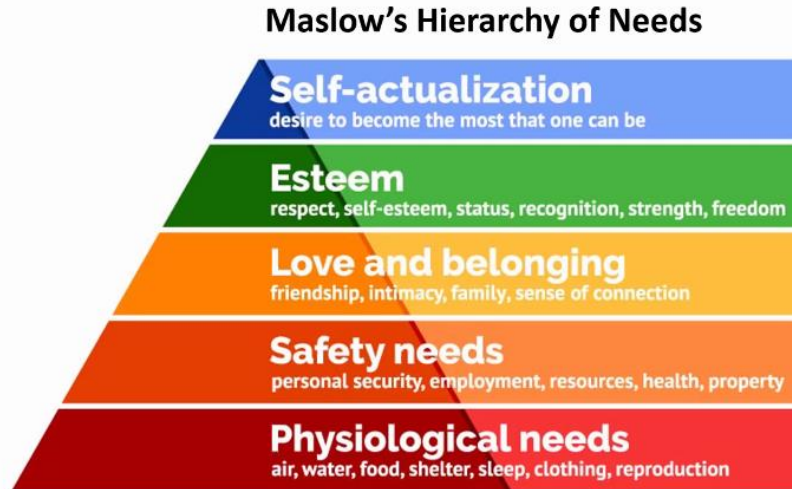 Maslow’s Hierarchy of Needs
Self-actualization
desire to become the most that one can be
Esteem
respect, self-esteem, status, recognition, strength, freedom
Love and belonging
friendship, intimacy, family, sense of connection
Safety needs
personal security, employment, resources, health, property
Physiological needs
air, water, food, shelter, sleep, clothing, reproduction